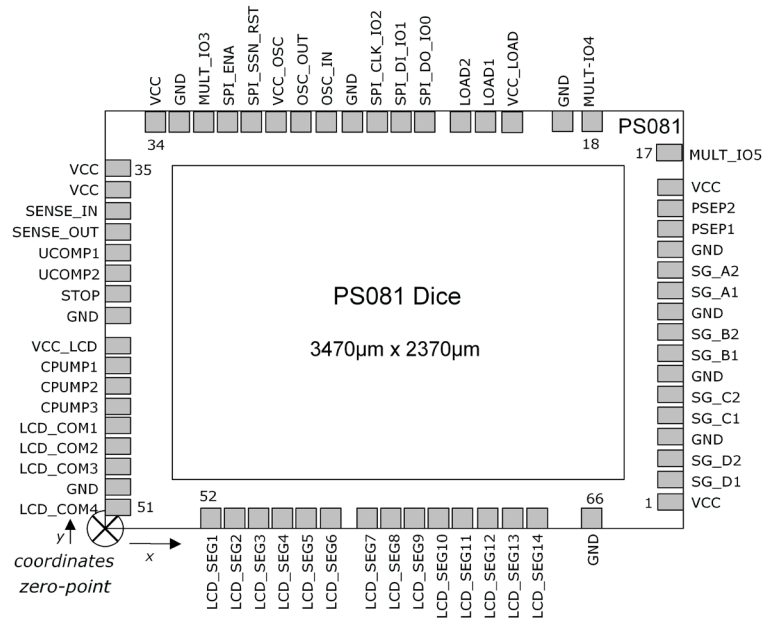 VCC
GND
MULT_IO3
SPI_ENA
SPI_SSN_RST
VCC_OSC
OSC_OUT
OSC_IN
GND
SPI_CLK_IO2
SPI_DI_IO1
SPI_DO_IO0
LOAD2
LOAD1
VCC_LOAD
GND
MULT-IO4
PS081
34
18
17
MULT_IO5
VCC
35
VCC
SENSE_IN
SENSE_OUT
UCOMP1
UCOMP2
STOP
GND
VCC_LCD
CPUMP1
CPUMP2
CPUMP3
LCD_COM1
LCD_COM2
LCD_COM3
GND
LCD_COM4
51
PS081 Dice
3470µm x 2370µm
VCC
PSEP2
PSEP1
GND
SG_A2
SG_A1
GND
SG_B2
SG_B1
GND
SG_C2
SG_C1
GND
SG_D2
SG_D1
1
VCC
52
66
y
x
coordinates
zero-point
LCD_SEG1
LCD_SEG2
LCD_SEG3
LCD_SEG4
LCD_SEG5
LCD_SEG6
LCD_SEG7
LCD_SEG8
LCD_SEG9
LCD_SEG10
LCD_SEG11
LCD_SEG12
LCD_SEG13
LCD_SEG14
GND